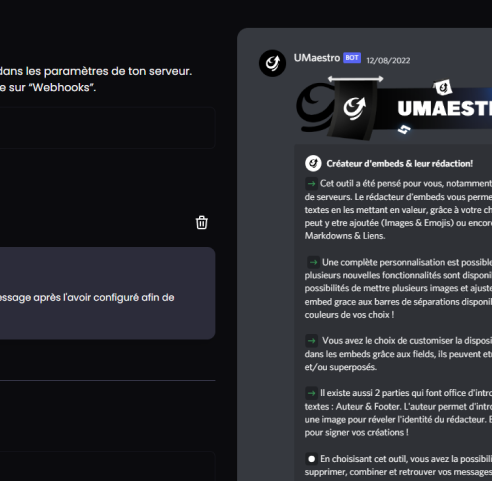 dans les paramètres de ton serveur.
e sur “Webhooks”.
essage après l’avoir configuré afin de
UMaestro BOT 12/08/2022
UMAEST
Créateur d'embeds & leur rédaction!
→ Cet outil a été pensé pour vous, notamment
de serveurs. Le rédacteur d'embeds vous perme
textes en les mettant en valeur, grâce à votre ch
peut y etre ajoutée (Images & Emojis) ou encor
Markdowns & Liens.
→ Une complète personnalisation est possible
plusieurs nouvelles fonctionnalités sont disponi
possibilités de mettre plusieurs images et ajuste
embed grace aux barres de séparations disponil
couleurs de vos choix !
→ Vous avez le choix de customiser la disposi
dans les embeds grâce aux fields, ils peuvent et
et/ou superposés.
→ Il existe aussi 2 parties qui font office d'intro
textes : Auteur & Footer. L'auteur permet d'intro
une image pour réveler l'identité du rédacteur. E
pour signer vos créations !
En choisisant cet outil, vous avez la possibili
supprimer, combiner et retrouver vos messages